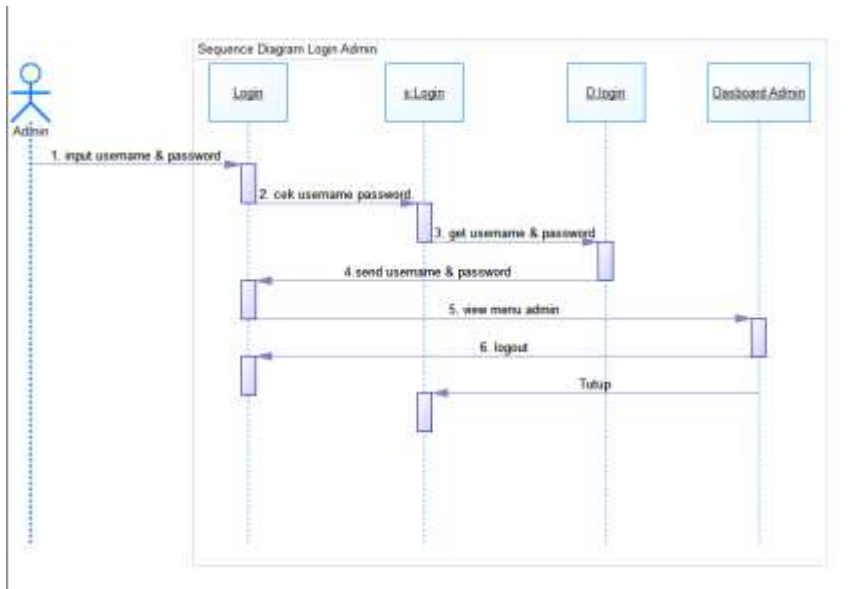 Sequence Diagram Login Admin
Login
s:Login
D:login
Dasboard Admin
Admin
1. input username & password
2. cek username password
3. get username & password
4.send username & password
5. view menu admin
6. logout
Tutup